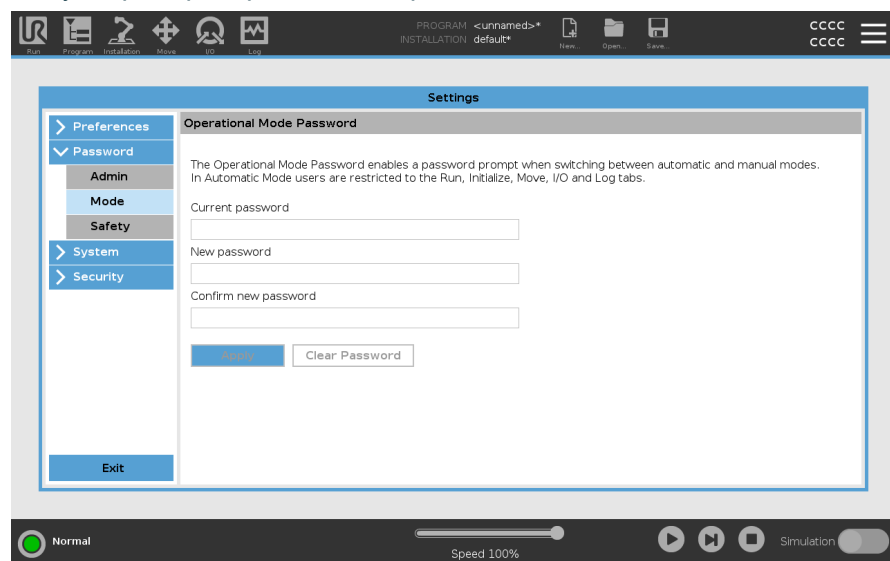 PROGRAM <unnamed>*
INSTALLATION default*
Run Program Installation Move I/O Log New... Open... Save...
CCCC
CCCC
Settings
Preferences
Password
Admin
Mode
Safety
System
Security
Exit
Operational Mode Password
The Operational Mode Password enables a password prompt when switching between automatic and manual modes.
In Automatic Mode users are restricted to the Run, Initialize, Move, I/O and Log tabs.
Current password
New password
Confirm new password
Apply Clear Password
Normal
Speed 100%
Simulation